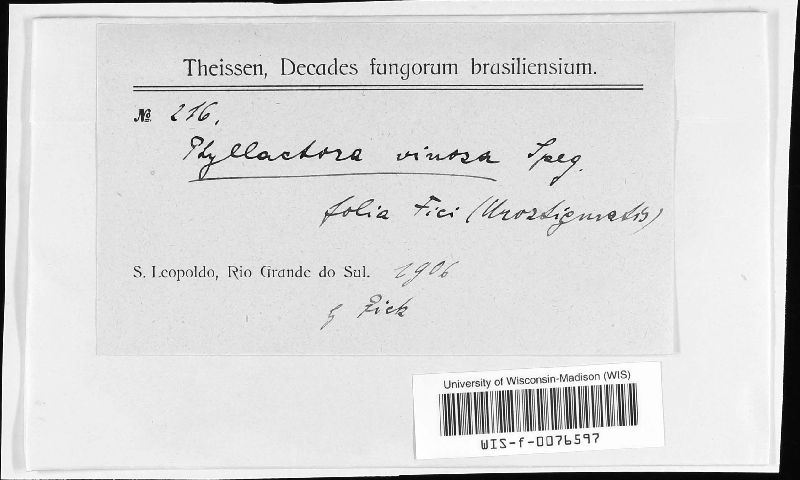 Theissen, Decades fungorum brasiliensium.
No. 216.
Phyllachora vinosa Speg.
folia Fici (Urostigmatis)
S. Leopoldo, Rio Grande do Sul. 1906
Rick
University of Wisconsin-Madison (WIS)
WIS-f-0076597